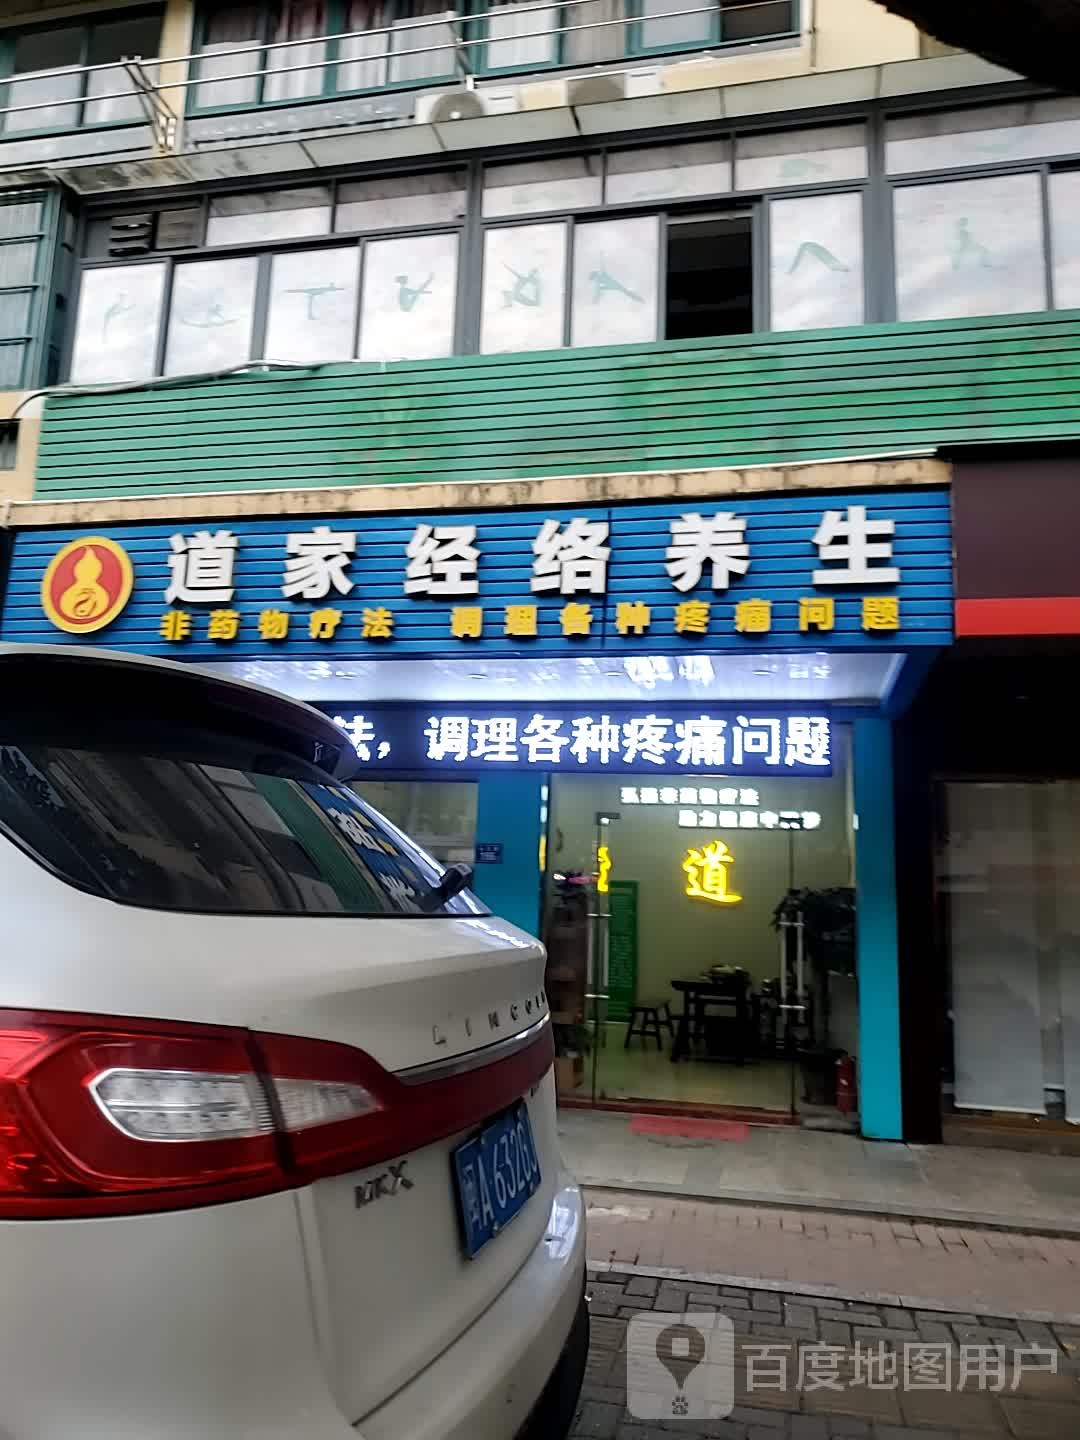 道家经络养生
非药物疗法 调理各种疼痛问题
法，调理各种疼痛问题
道
LINCOLN
MKX
百度地图用户